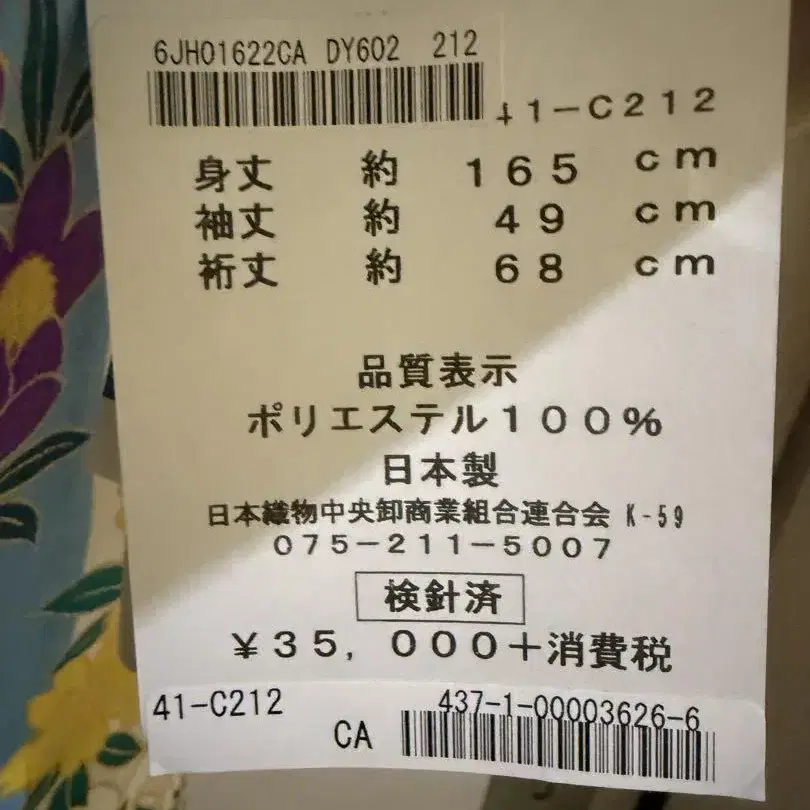 6JH01622CA DY602 212
41-C212
身丈 約 165 cm
袖丈 約 49 cm
裄丈 約 68 cm
品質表示
ポリエステル100%
日本製
日本織物中央卸商業組合連合会 K-59
075-211-5007
検針済
¥35,000+消費税
41-C212 437-1-00003626-6
CA